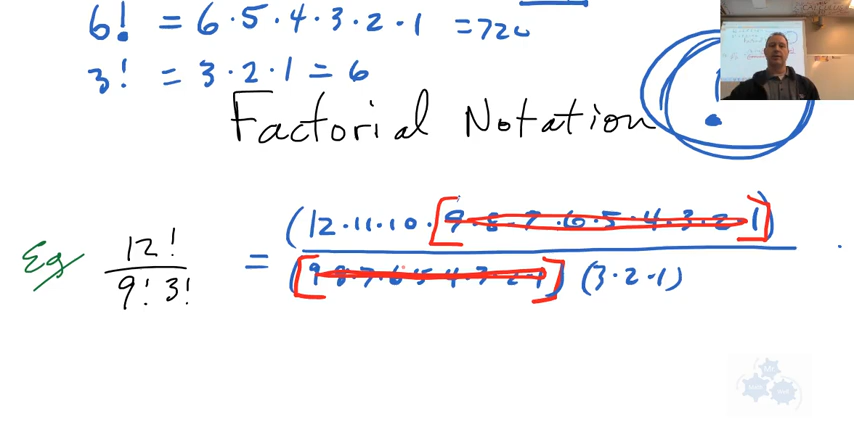 6! = 6·5·4·3·2·1 =720
3! = 3·2·1 = 6
Factorial Notation
Eg 12! / 9! 3! = (12·11·10·[9·8·7·6·5·4·3·2·1]) / ([9·8·7·6·5·4·3·2·1]) (3·2·1)